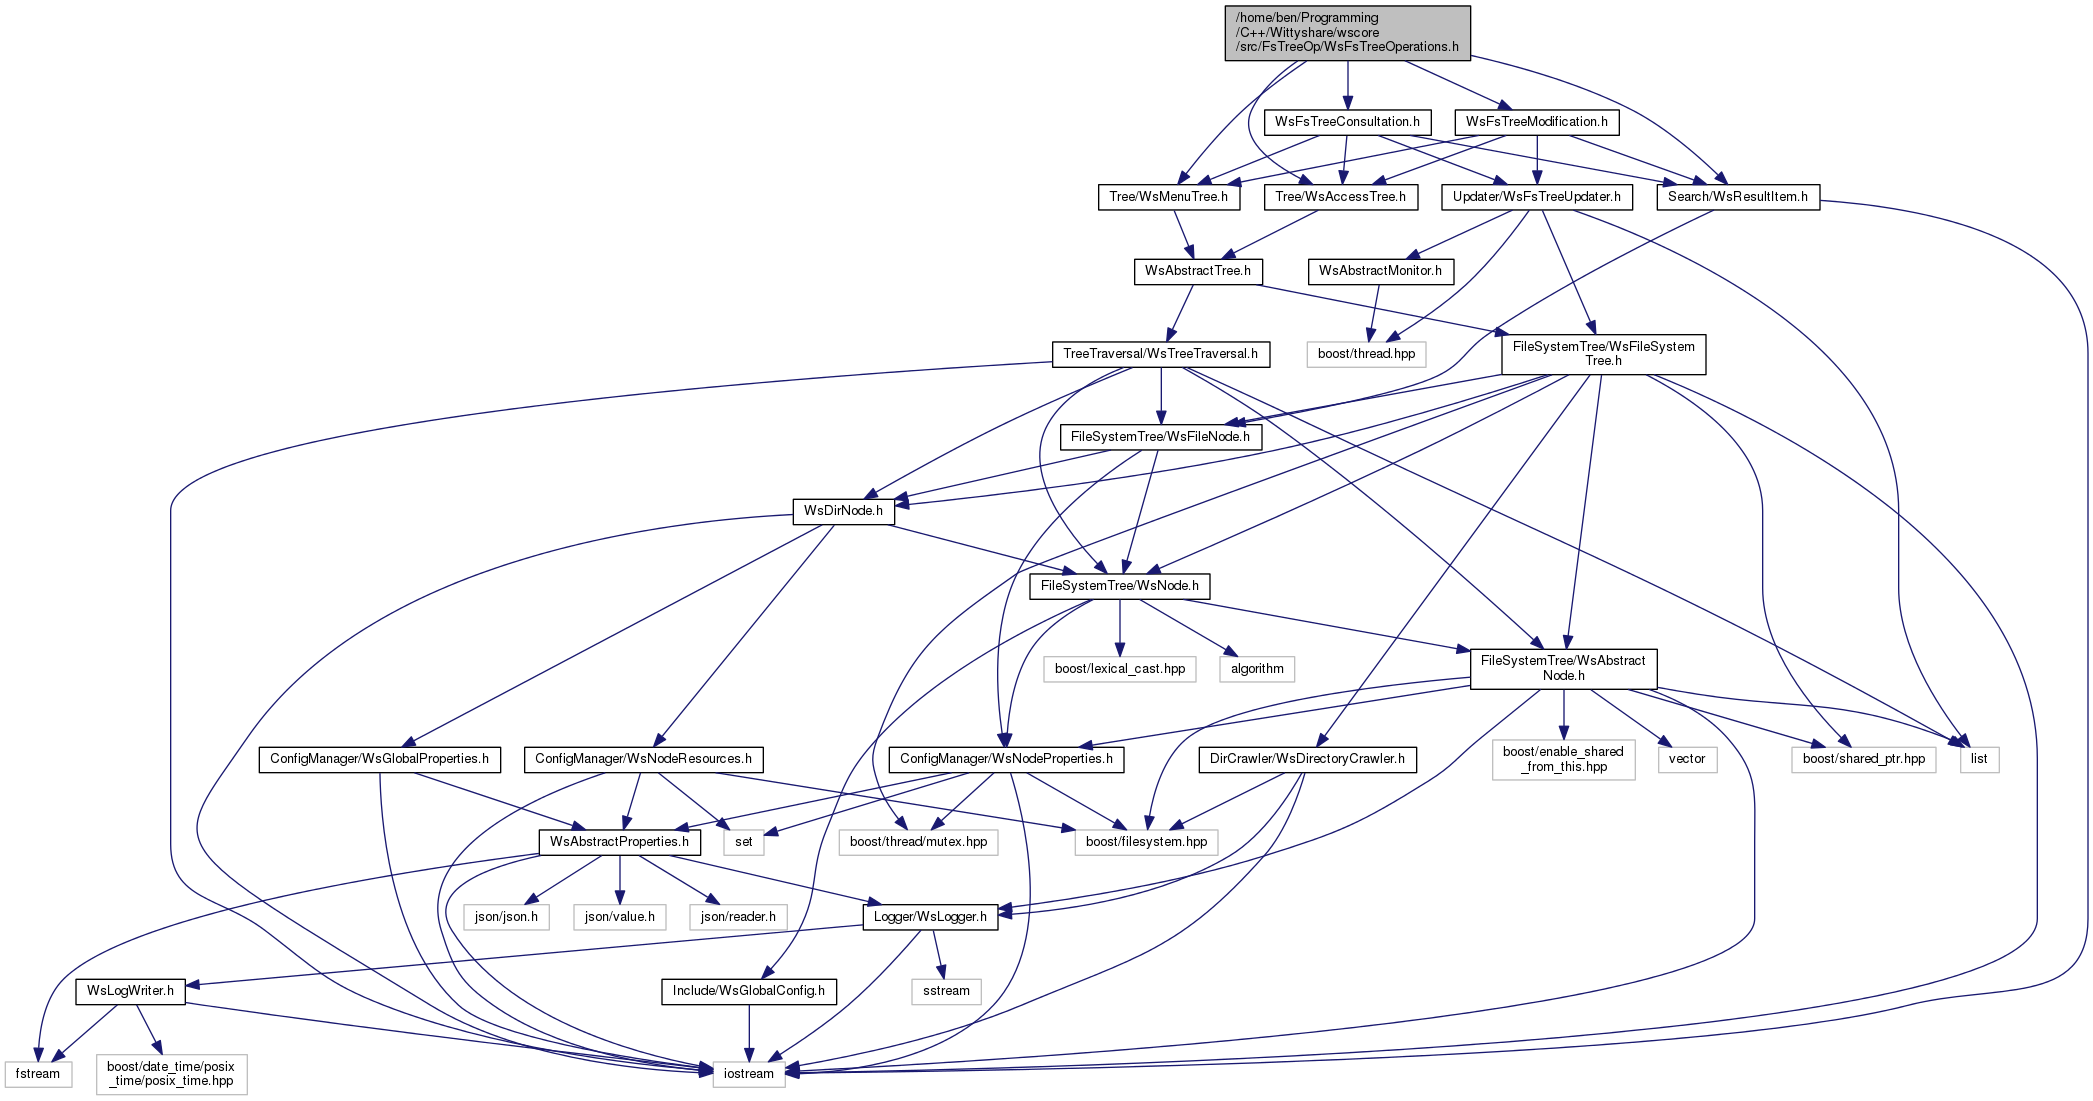 /home/ben/Programming
/C++/Wittyshare/wscore
/src/FsTreeOp/WsFsTreeOperations.h
WsFsTreeConsultation.h
WsFsTreeModification.h
Tree/WsMenuTree.h
Tree/WsAccessTree.h
Updater/WsFsTreeUpdater.h
Search/WsResultItem.h
WsAbstractTree.h
WsAbstractMonitor.h
TreeTraversal/WsTreeTraversal.h
boost/thread.hpp
FileSystemTree/WsFileSystem
Tree.h
FileSystemTree/WsFileNode.h
WsDirNode.h
FileSystemTree/WsNode.h
boost/lexical_cast.hpp
algorithm
FileSystemTree/WsAbstract
Node.h
ConfigManager/WsGlobalProperties.h
ConfigManager/WsNodeResources.h
ConfigManager/WsNodeProperties.h
DirCrawler/WsDirectoryCrawler.h
boost/enable_shared
_from_this.hpp
vector
boost/shared_ptr.hpp
list
WsAbstractProperties.h
set
boost/thread/mutex.hpp
boost/filesystem.hpp
json/json.h
json/value.h
json/reader.h
Logger/WsLogger.h
WsLogWriter.h
Include/WsGlobalConfig.h
sstream
fstream
boost/date_time/posix
_time/posix_time.hpp
iostream